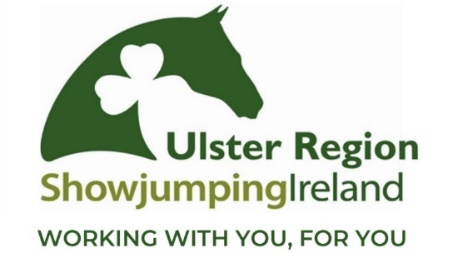 Ulster Region
ShowjumpingIreland
WORKING WITH YOU, FOR YOU